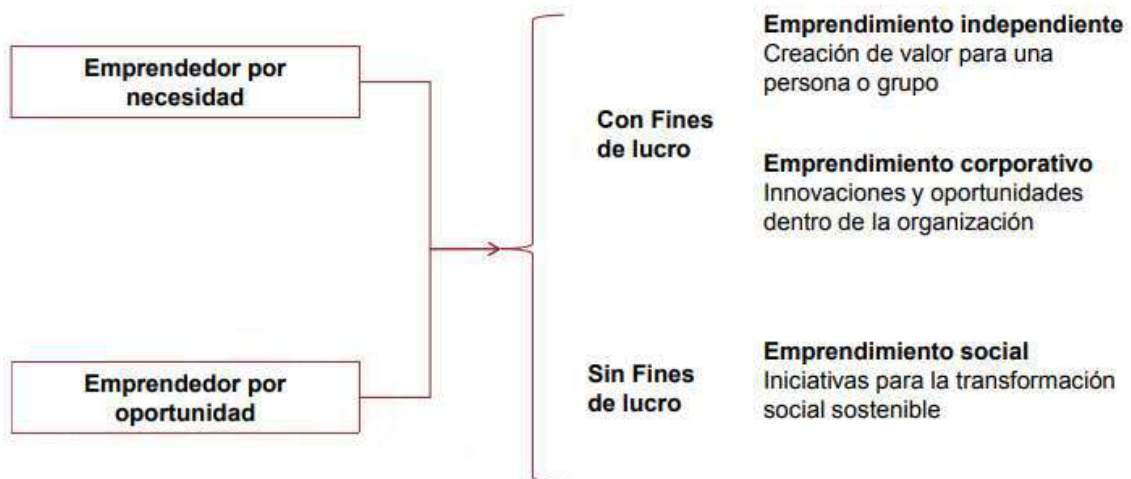 Emprendedor por
necesidad
Emprendedor por
oportunidad
Con Fines
de lucro
Emprendimiento independiente
Creación de valor para una
persona o grupo
Emprendimiento corporativo
Innovaciones y oportunidades
dentro de la organización
Sin Fines
de lucro
Emprendimiento social
Iniciativas para la transformación
social sostenible